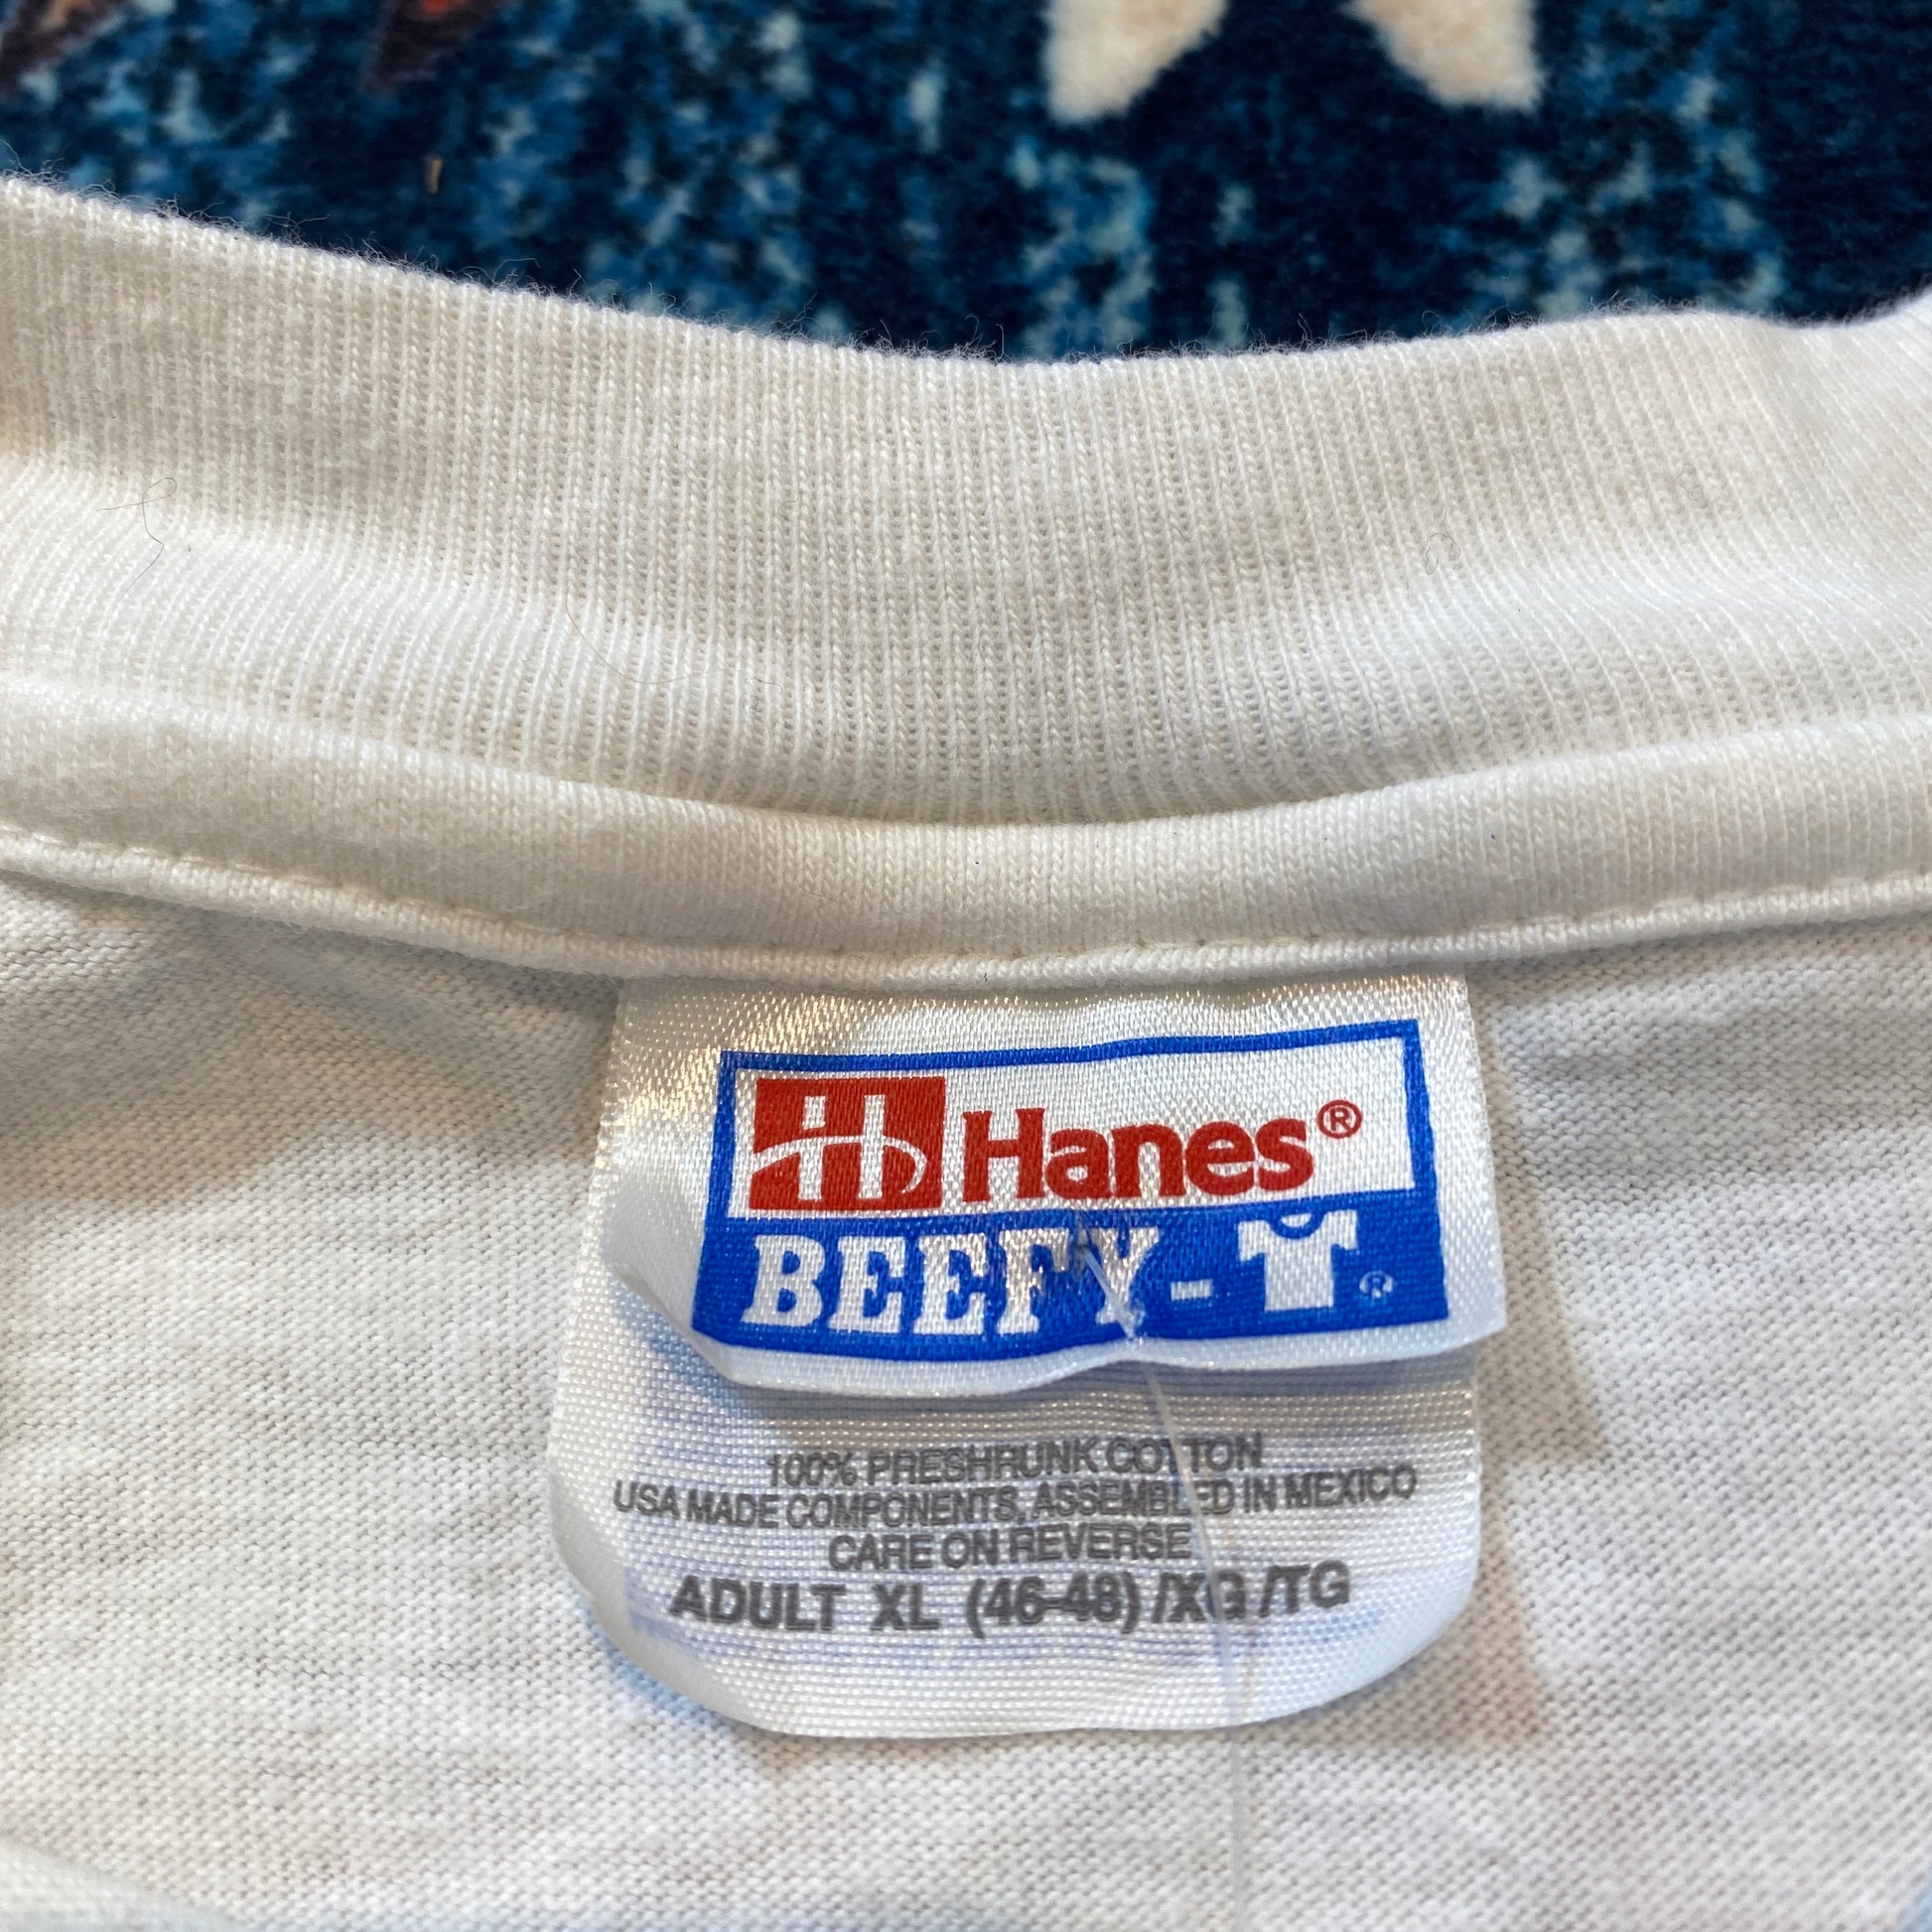 Hanes®
BEEFY-T®
100% PRESHRUNK COTTON
USA MADE COMPONENTS, ASSEMBLED IN MEXICO
CARE ON REVERSE
ADULT XL (46-48) /XG /TG